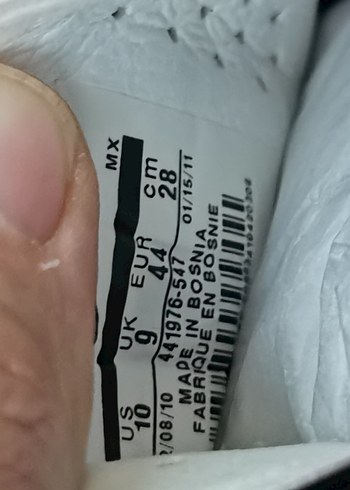 US UK EUR cm MX
10 9 44 28
/08/10 441976-547 01/15/11
MADE IN BOSNIA
FABRIQUE EN BOSNIE